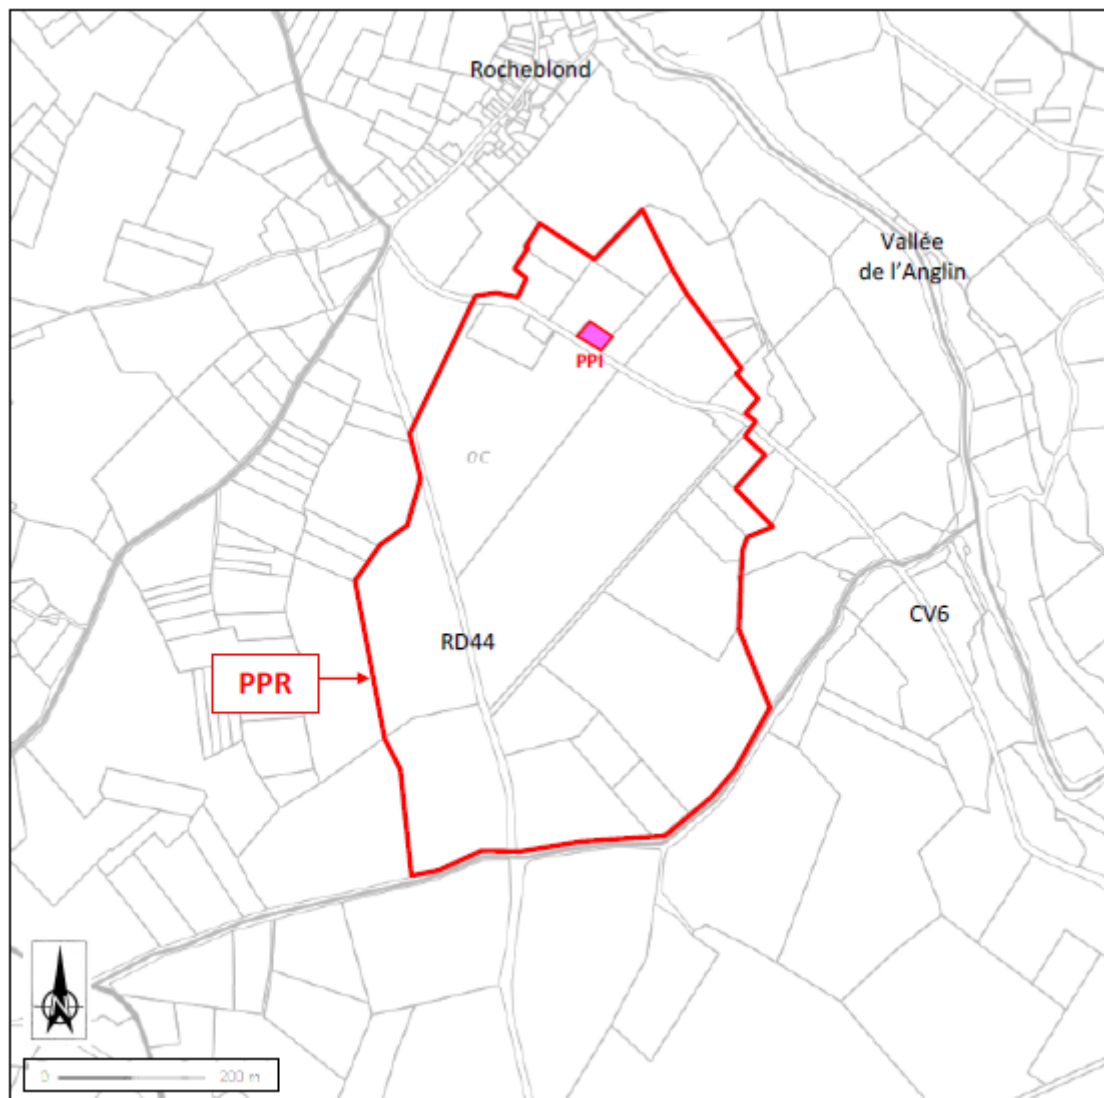 Rocheblond
Vallée
de l'Anglin
PPI
oc
CV6
RD44
PPR
N
0 200 m